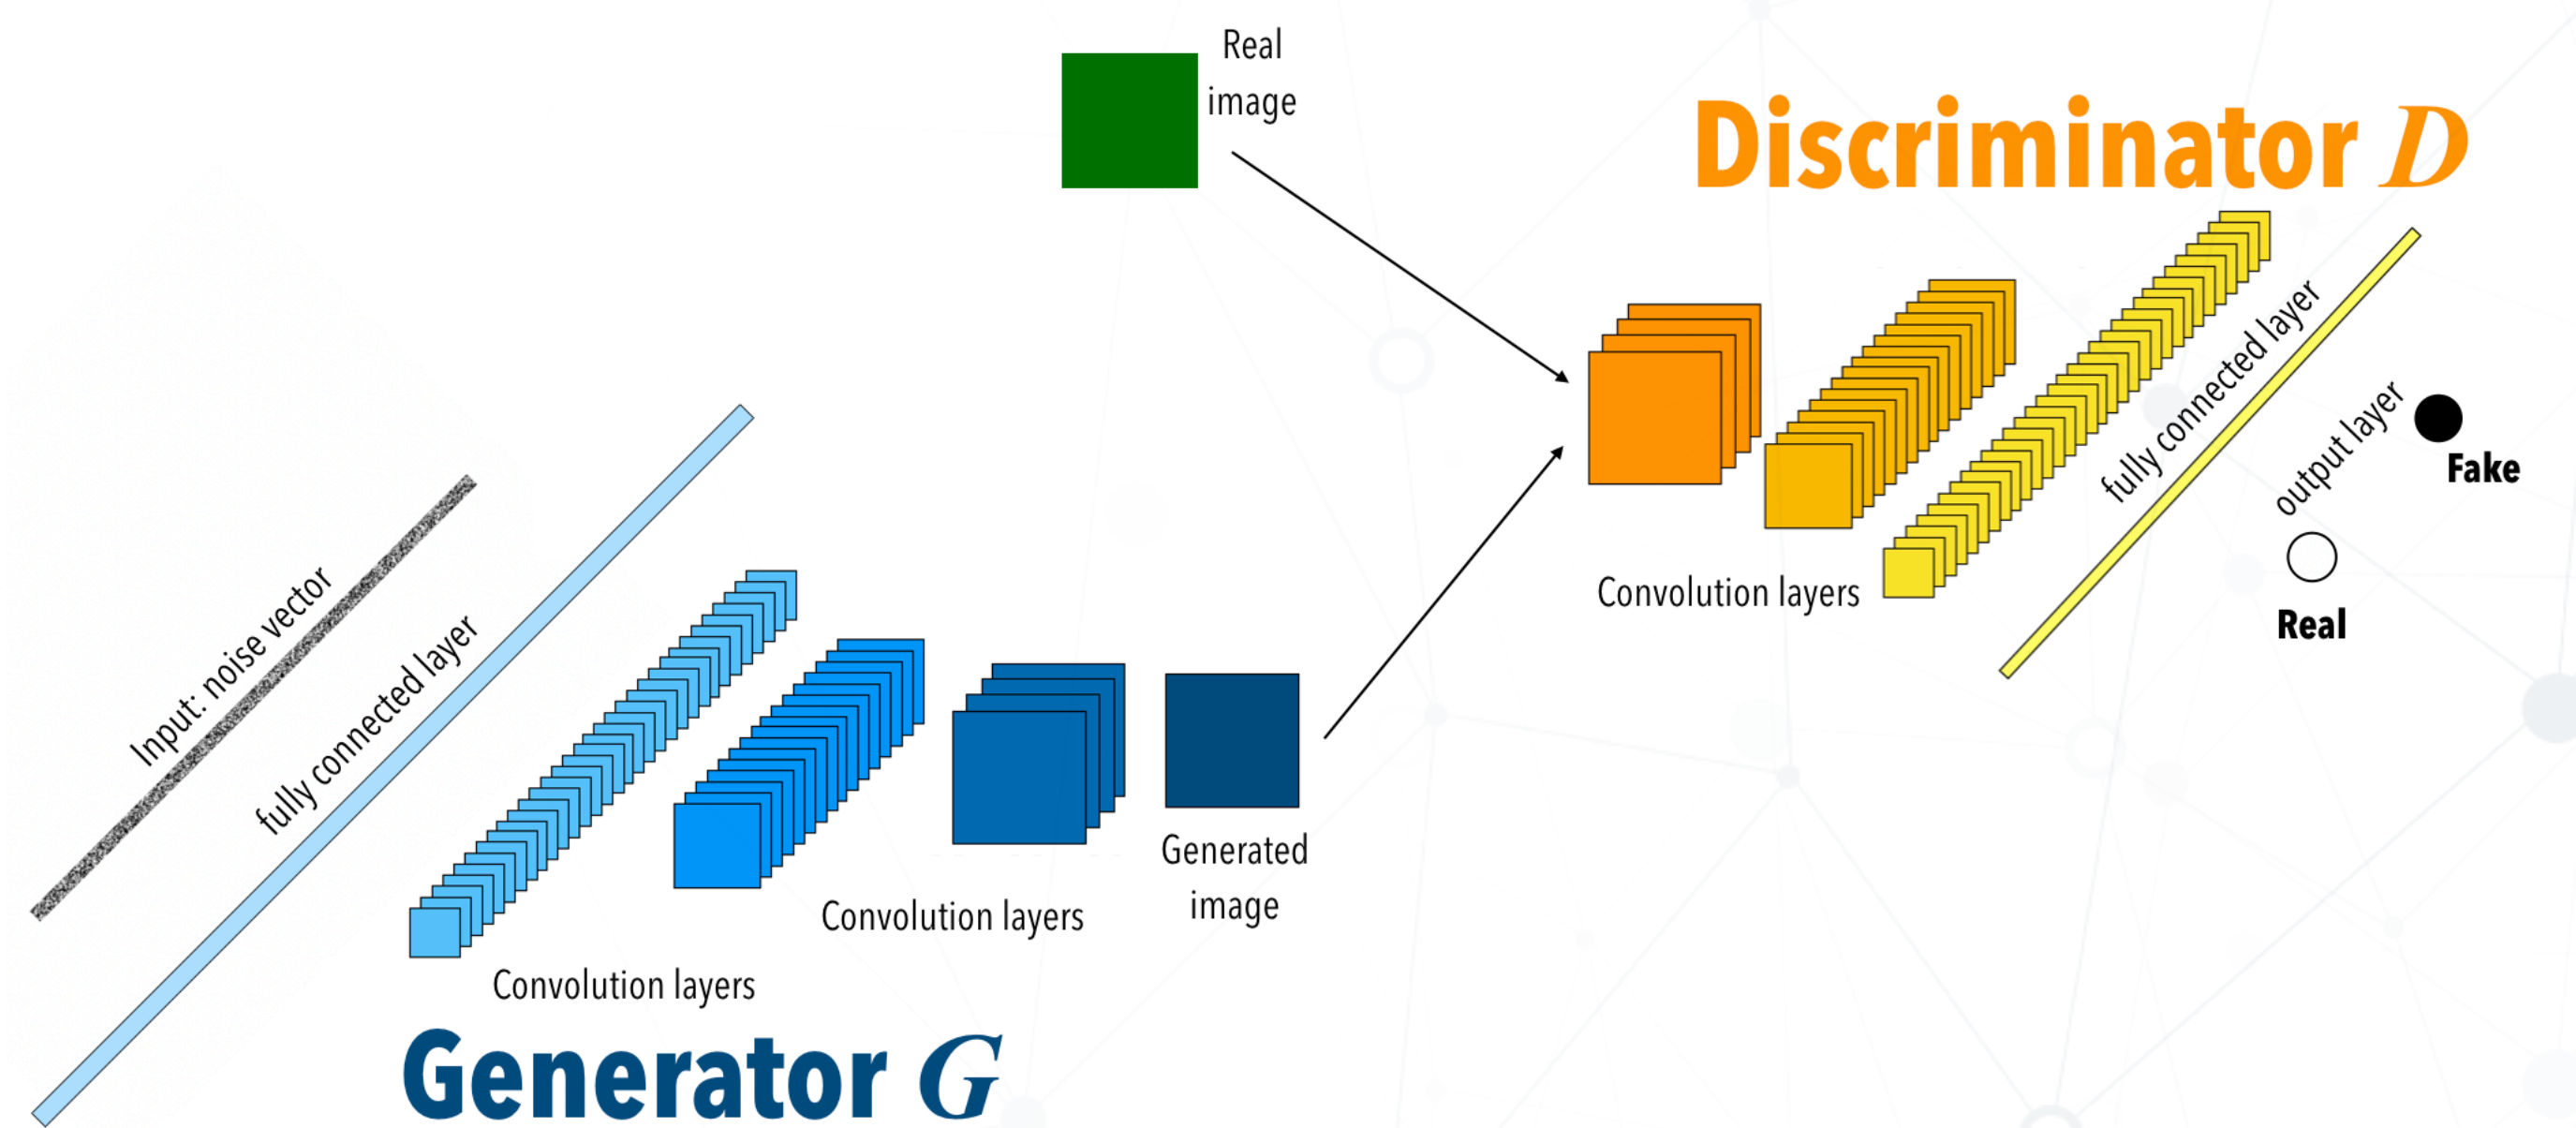 Real
image
Discriminator D
fully connected layer
output layer
Fake
Real
Convolution layers
Input: noise vector
fully connected layer
Generated
image
Convolution layers
Convolution layers
Generator G